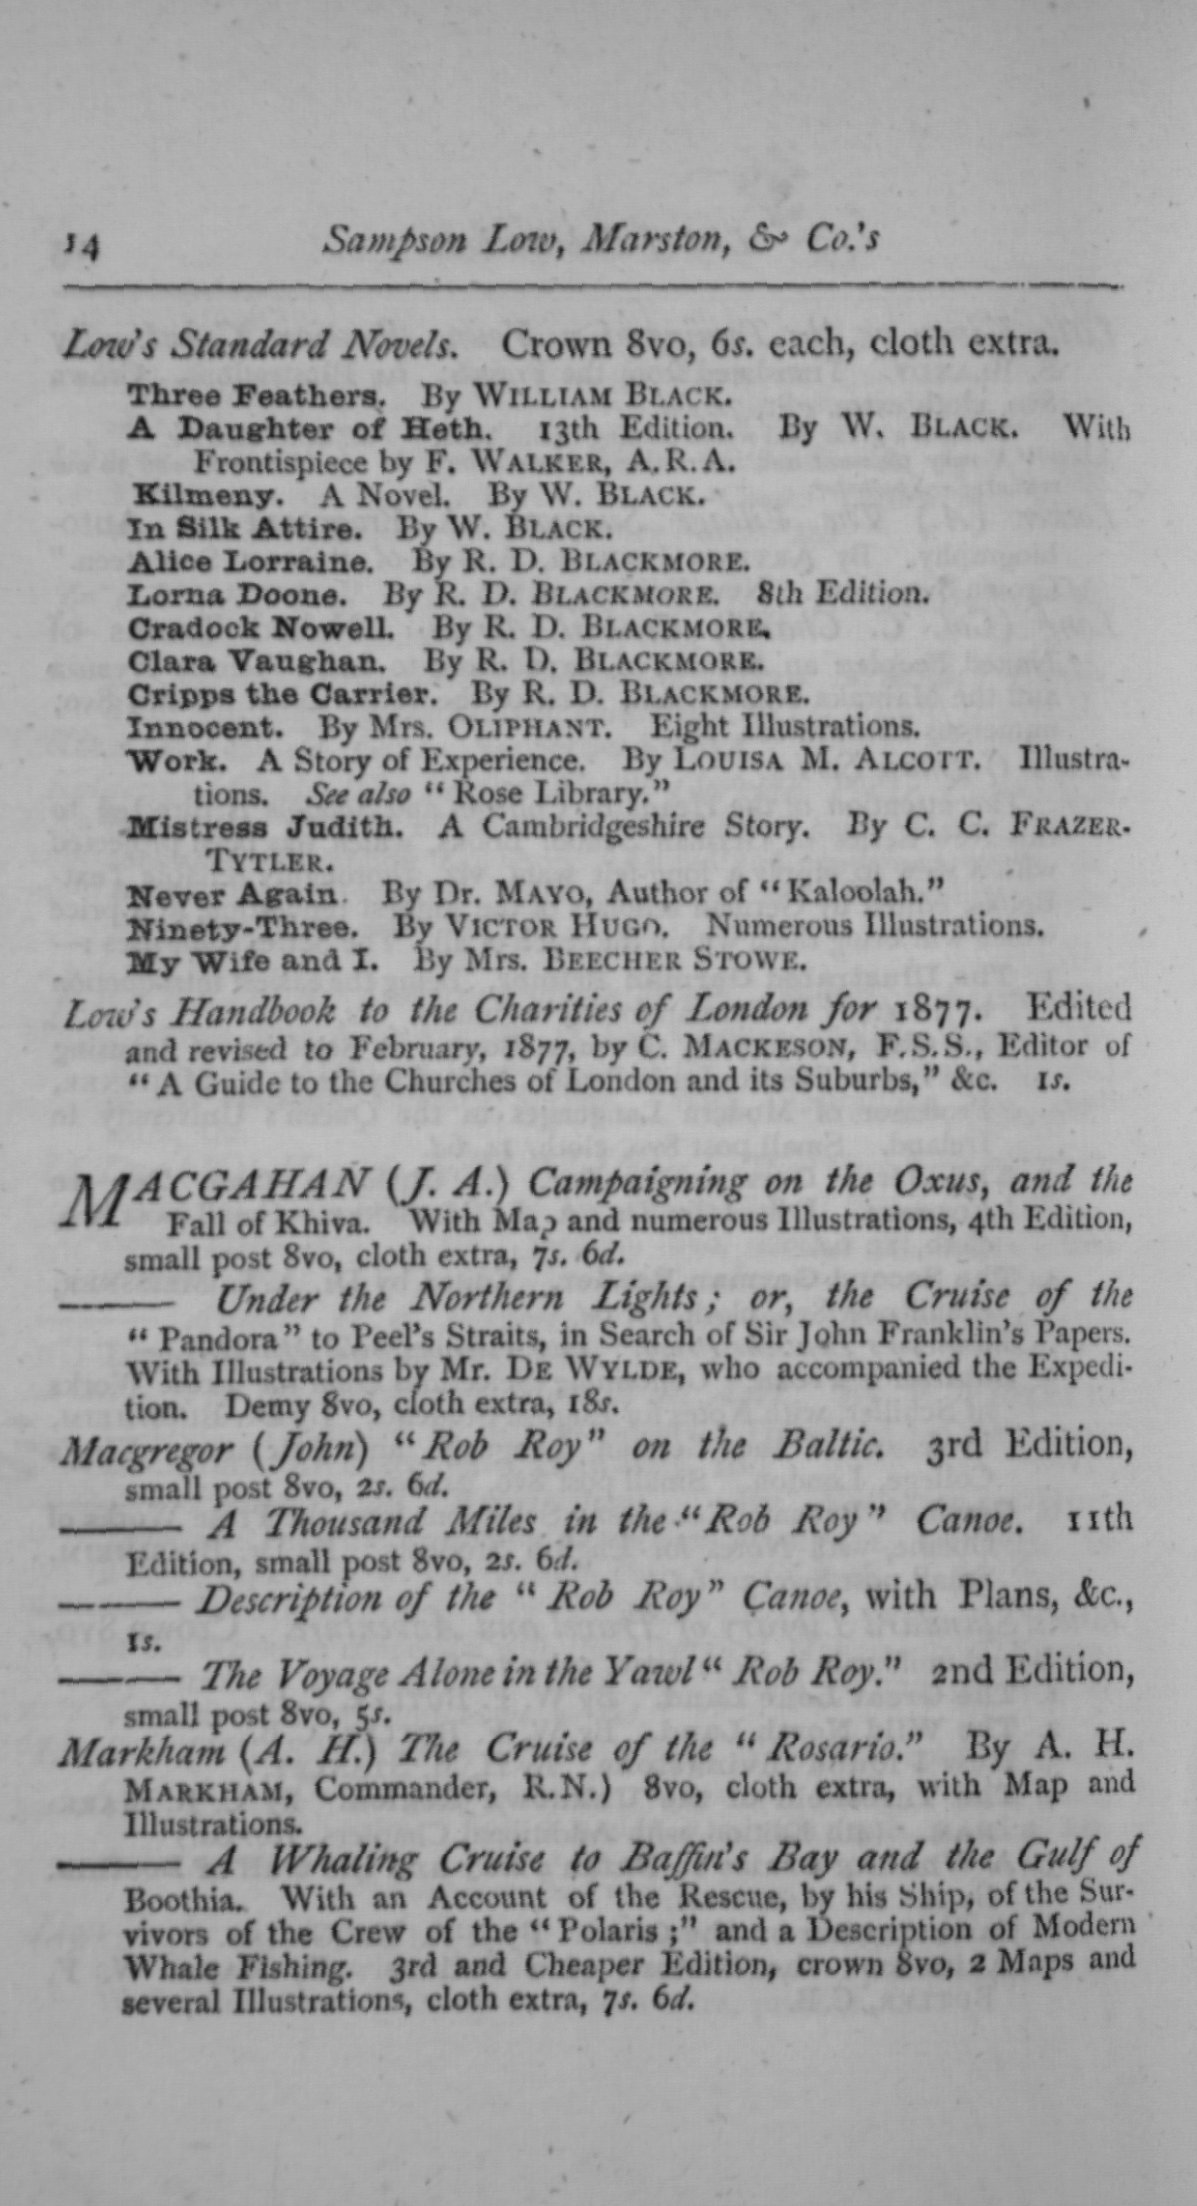 14 Sampson Low, Marston, & Co.'s
Low's Standard Novels. Crown 8vo, 6s. each, cloth extra.
Three Feathers. By WILLIAM BLACK.
A Daughter of Heth. 13th Edition. By W. BLACK. With
Frontispiece by F. WALKER, A.R.A.
Kilmeny. A Novel. By W. BLACK.
In Silk Attire. By W. BLACK.
Alice Lorraine. By R. D. BLACKMORE.
Lorna Doone. By R. D. BLACKMORE. 8th Edition.
Cradock Nowell. By R. D. BLACKMORE.
Clara Vaughan. By R. D. BLACKMORE.
Cripps the Carrier. By R. D. BLACKMORE.
Innocent. By Mrs. OLIPHANT. Eight Illustrations.
Work. A Story of Experience. By LOUISA M. ALCOTT. Illustra-
tions. See also "Rose Library."
Mistress Judith. A Cambridgeshire Story. By C. C. FRAZER-
TYTLER.
Never Again. By Dr. MAYO, Author of "Kaloolah."
Ninety-Three. By VICTOR HUGO. Numerous Illustrations.
My Wife and I. By Mrs. BEECHER STOWE.
Low's Handbook to the Charities of London for 1877. Edited
and revised to February, 1877, by C. MACKESON, F.S.S., Editor of
"A Guide to the Churches of London and its Suburbs," &c. 1s.
MACGAHAN (J. A.) Campaigning on the Oxus, and the
Fall of Khiva. With Map and numerous Illustrations, 4th Edition,
small post 8vo, cloth extra, 7s. 6d.
——— Under the Northern Lights; or, the Cruise of the
"Pandora" to Peel's Straits, in Search of Sir John Franklin's Papers.
With Illustrations by Mr. DE WYLDE, who accompanied the Expedi-
tion. Demy 8vo, cloth extra, 18s.
Macgregor (John) "Rob Roy" on the Baltic. 3rd Edition,
small post 8vo, 2s. 6d.
——— A Thousand Miles in the "Rob Roy" Canoe. 11th
Edition, small post 8vo, 2s. 6d.
——— Description of the "Rob Roy" Canoe, with Plans, &c.,
1s.
——— The Voyage Alone in the Yawl "Rob Roy." 2nd Edition,
small post 8vo, 5s.
Markham (A. H.) The Cruise of the "Rosario." By A. H.
MARKHAM, Commander, R.N.) 8vo, cloth extra, with Map and
Illustrations.
——— A Whaling Cruise to Baffin's Bay and the Gulf of
Boothia. With an Account of the Rescue, by his Ship, of the Sur-
vivors of the Crew of the "Polaris;" and a Description of Modern
Whale Fishing. 3rd and Cheaper Edition, crown 8vo, 2 Maps and
several Illustrations, cloth extra, 7s. 6d.